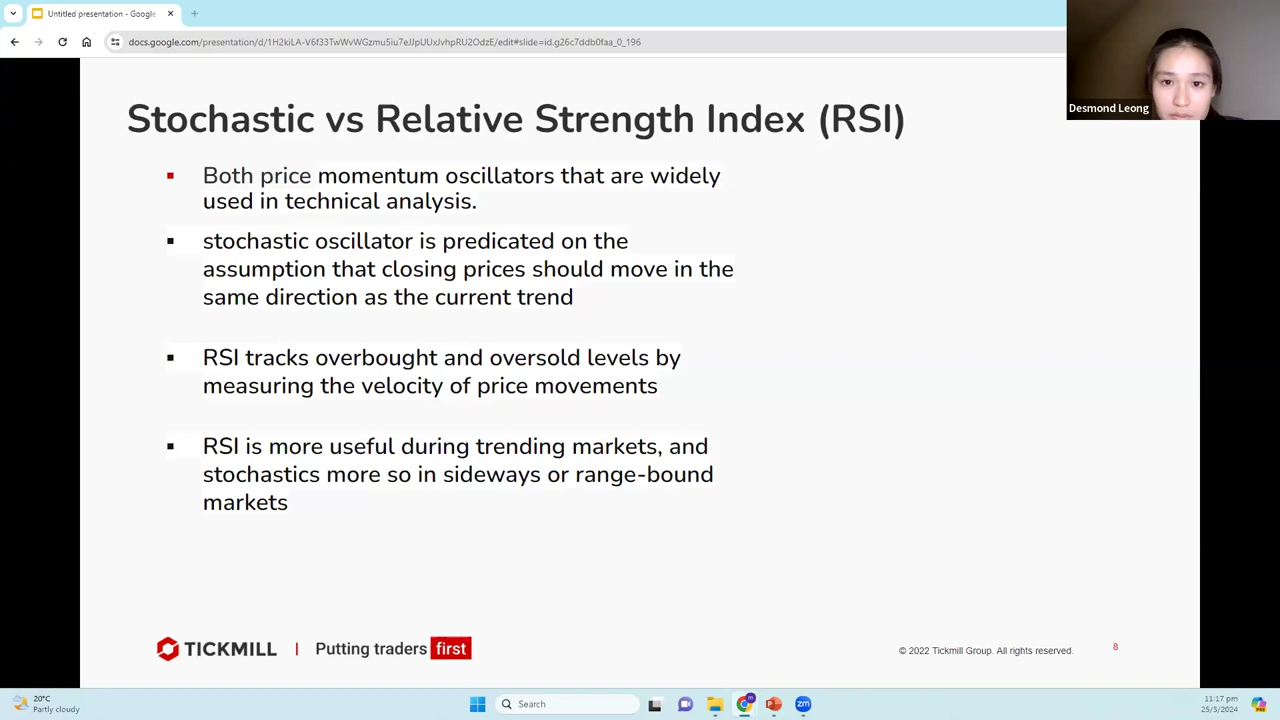 Untitled presentation - Google
docs.google.com/presentation/d/1H2kiLA-V6f33TwWvWGzmu5iu7eJJpUUxJvhpRU2OdzE/edit#slide=id.g26c7ddb0faa_0_196
Desmond Leong
Stochastic vs Relative Strength Index (RSI)
Both price momentum oscillators that are widely
used in technical analysis.
stochastic oscillator is predicated on the
assumption that closing prices should move in the
same direction as the current trend
RSI tracks overbought and oversold levels by
measuring the velocity of price movements
RSI is more useful during trending markets, and
stochastics more so in sideways or range-bound
markets
TICKMILL | Putting traders first
© 2022 Tickmill Group. All rights reserved.
8
20°C
Partly cloudy
Search
zm
11:17 pm
25/3/2024